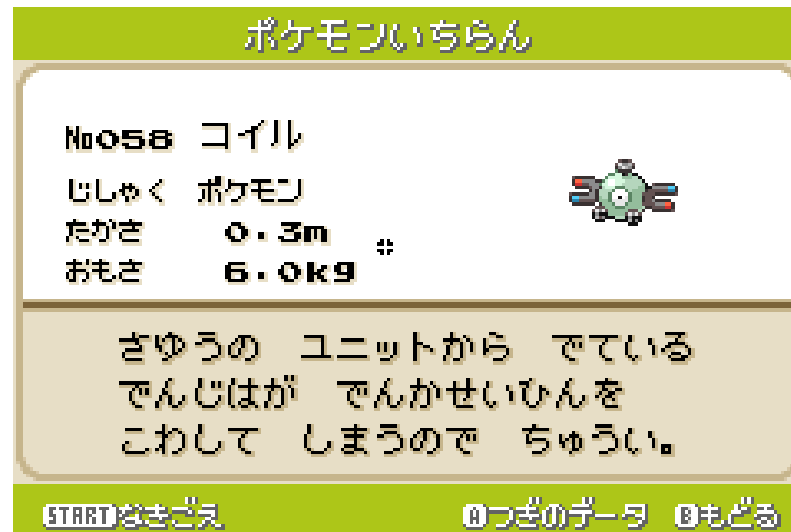 ポケモンいちらん
№058 コイル
じしゃく ポケモン
たかさ 0.3m
おもさ 6.0kg
さゆうの ユニットから でている
でんじはが でんかせいひんを
こわして しまうので ちゅうい。
STARTなきごえ Aつぎのデータ Bもどる